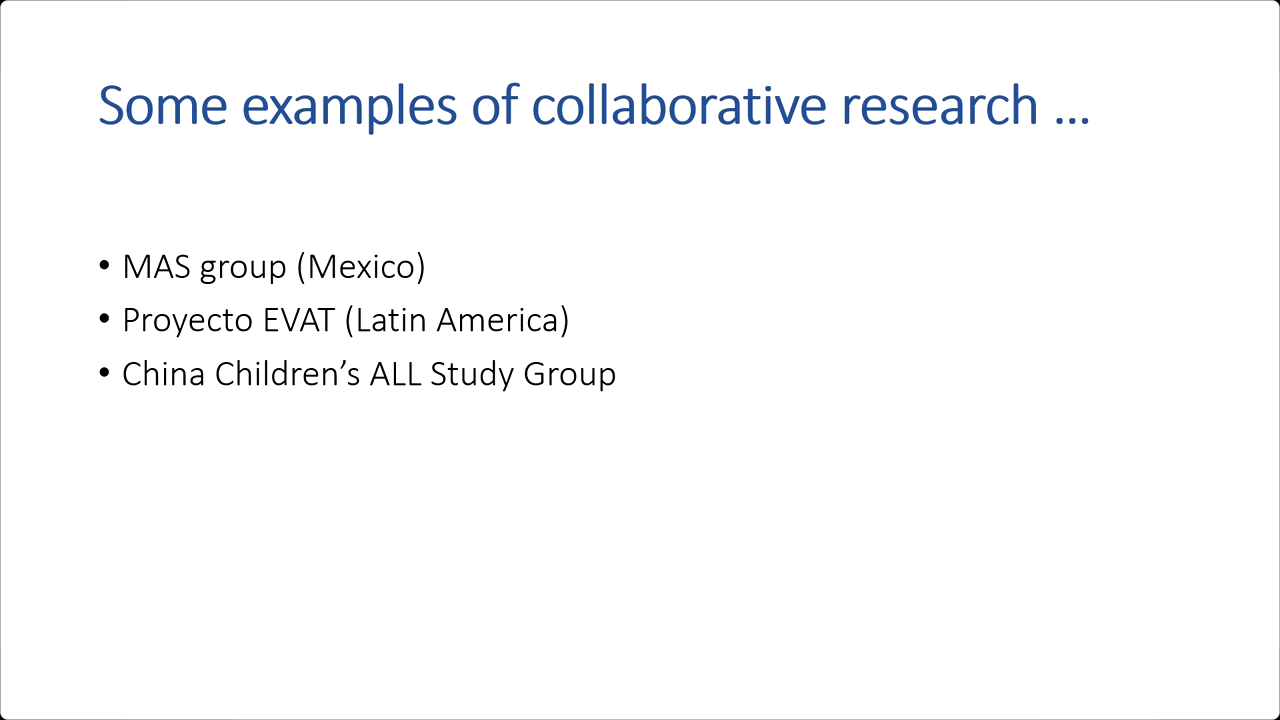 Some examples of collaborative research …
• MAS group (Mexico)
• Proyecto EVAT (Latin America)
• China Children’s ALL Study Group